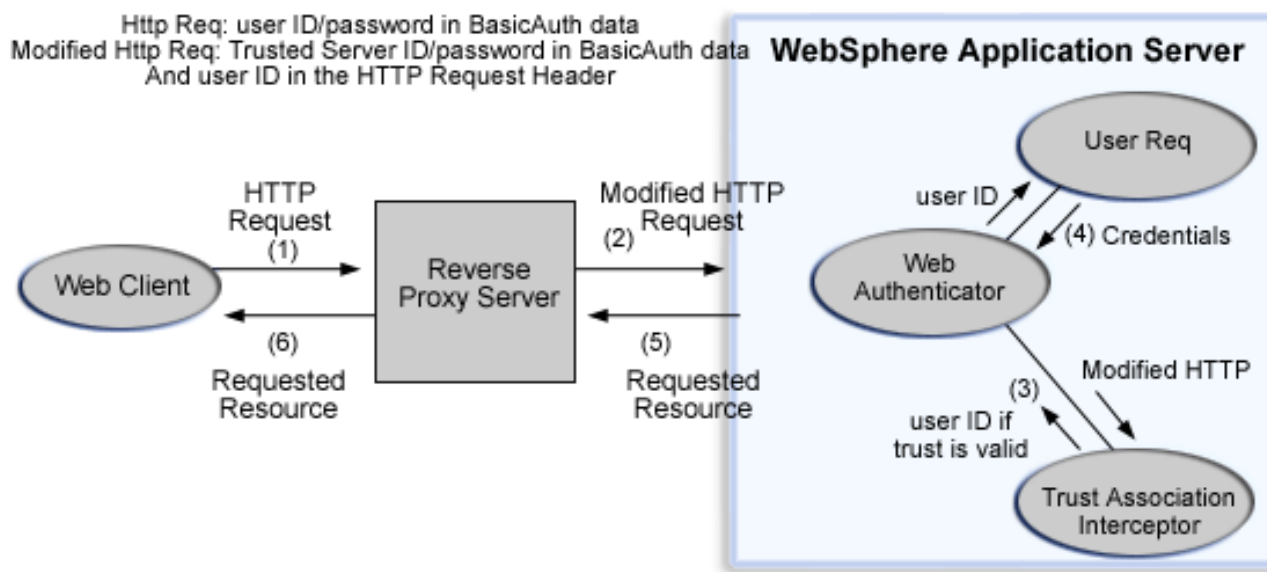 Http Req: user ID/password in BasicAuth data
Modified Http Req: Trusted Server ID/password in BasicAuth data
And user ID in the HTTP Request Header
WebSphere Application Server
User Req
user ID
(4) Credentials
HTTP
Request
(1)
Modified HTTP
Request
(2)
Web Client
Reverse
Proxy Server
Web
Authenticator
(6)
Requested
Resource
(5)
Requested
Resource
Modified HTTP
(3)
user ID if
trust is valid
Trust Association
Interceptor